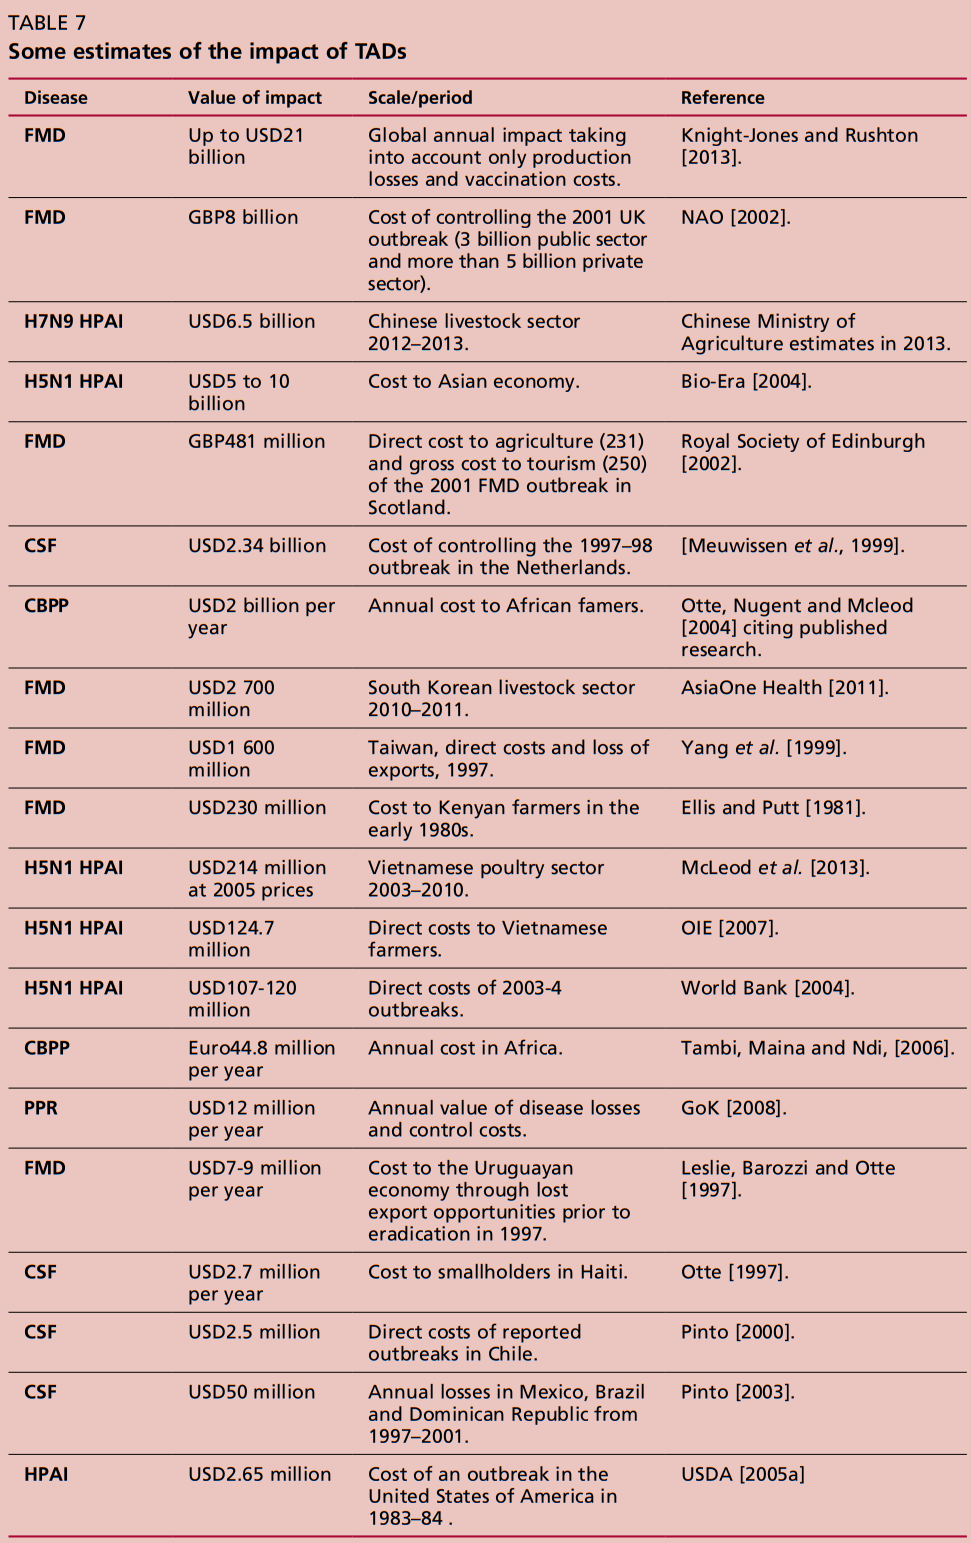 TABLE 7
Some estimates of the impact of TADs
Disease Value of impact Scale/period Reference
FMD Up to USD21 Global annual impact taking Knight-Jones and Rushton
billion into account only production [2013].
losses and vaccination costs.
FMD GBP8 billion Cost of controlling the 2001 UK NAO [2002].
outbreak (3 billion public sector
and more than 5 billion private
sector).
H7N9 HPAI USD6.5 billion Chinese livestock sector Chinese Ministry of
2012–2013. Agriculture estimates in 2013.
H5N1 HPAI USD5 to 10 Cost to Asian economy. Bio-Era [2004].
billion
FMD GBP481 million Direct cost to agriculture (231) Royal Society of Edinburgh
and gross cost to tourism (250) [2002].
of the 2001 FMD outbreak in
Scotland.
CSF USD2.34 billion Cost of controlling the 1997–98 [Meuwissen et al., 1999].
outbreak in the Netherlands.
CBPP USD2 billion per Annual cost to African famers. Otte, Nugent and Mcleod
year [2004] citing published
research.
FMD USD2 700 South Korean livestock sector AsiaOne Health [2011].
million 2010–2011.
FMD USD1 600 Taiwan, direct costs and loss of Yang et al. [1999].
million exports, 1997.
FMD USD230 million Cost to Kenyan farmers in the Ellis and Putt [1981].
early 1980s.
H5N1 HPAI USD214 million Vietnamese poultry sector McLeod et al. [2013].
at 2005 prices 2003–2010.
H5N1 HPAI USD124.7 Direct costs to Vietnamese OIE [2007].
million farmers.
H5N1 HPAI USD107-120 Direct costs of 2003-4 World Bank [2004].
million outbreaks.
CBPP Euro44.8 million Annual cost in Africa. Tambi, Maina and Ndi, [2006].
per year
PPR USD12 million Annual value of disease losses GoK [2008].
per year and control costs.
FMD USD7-9 million Cost to the Uruguayan Leslie, Barozzi and Otte
per year economy through lost [1997].
export opportunities prior to
eradication in 1997.
CSF USD2.7 million Cost to smallholders in Haiti. Otte [1997].
per year
CSF USD2.5 million Direct costs of reported Pinto [2000].
outbreaks in Chile.
CSF USD50 million Annual losses in Mexico, Brazil Pinto [2003].
and Dominican Republic from
1997–2001.
HPAI USD2.65 million Cost of an outbreak in the USDA [2005a]
United States of America in
1983–84 .